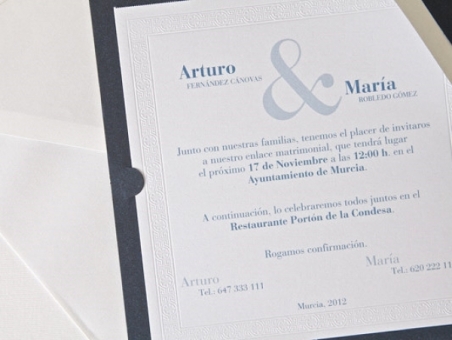 Arturo
FERNÁNDEZ CÁNOVAS
&
María
ROBLEDO GÓMEZ
Junto con nuestras familias, tenemos el placer de invitaros
a nuestro enlace matrimonial, que tendrá lugar
el próximo 17 de Noviembre a las 12:00 h. en el
Ayuntamiento de Murcia.
A continuación, lo celebraremos todos juntos en el
Restaurante Portón de la Condesa.
Rogamos confirmación.
Arturo
Tel.: 647 333 111
María
Tel.: 620 222 11
Murcia, 2012